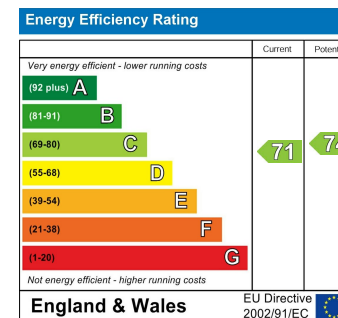 Energy Efficiency Rating
Current
Very energy efficient - lower running costs
(92 plus) A
(81-91) B
(69-80) C
(55-68) D
(39-54) E
(21-38) F
(1-20) G
71
Not energy efficient - higher running costs
England & Wales
EU Directive
2002/91/EC